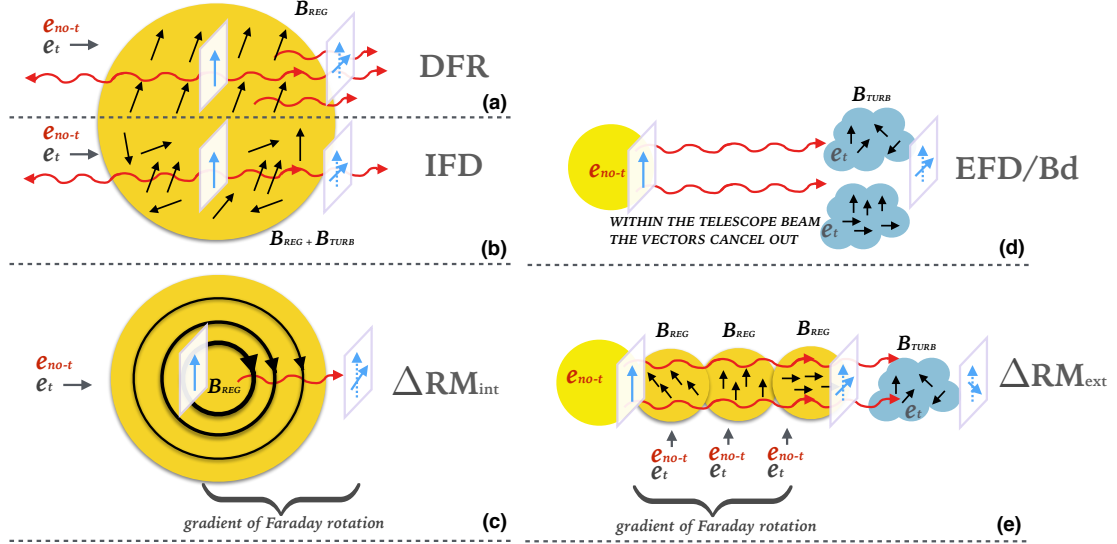 B_REG
e_no-t
e_t
DFR
(a)
e_no-t
e_t
IFD
B_REG + B_TURB
(b)
B_TURB
e_no-t
e_t
EFD/Bd
WITHIN THE TELESCOPE BEAM
THE VECTORS CANCEL OUT
e_t
(d)
e_no-t
e_t
B_REG
ΔRM_int
gradient of Faraday rotation
(c)
B_REG B_REG B_REG
B_TURB
e_no-t
e_t
ΔRM_ext
e_no-t e_no-t e_no-t
e_t e_t e_t
gradient of Faraday rotation
(e)